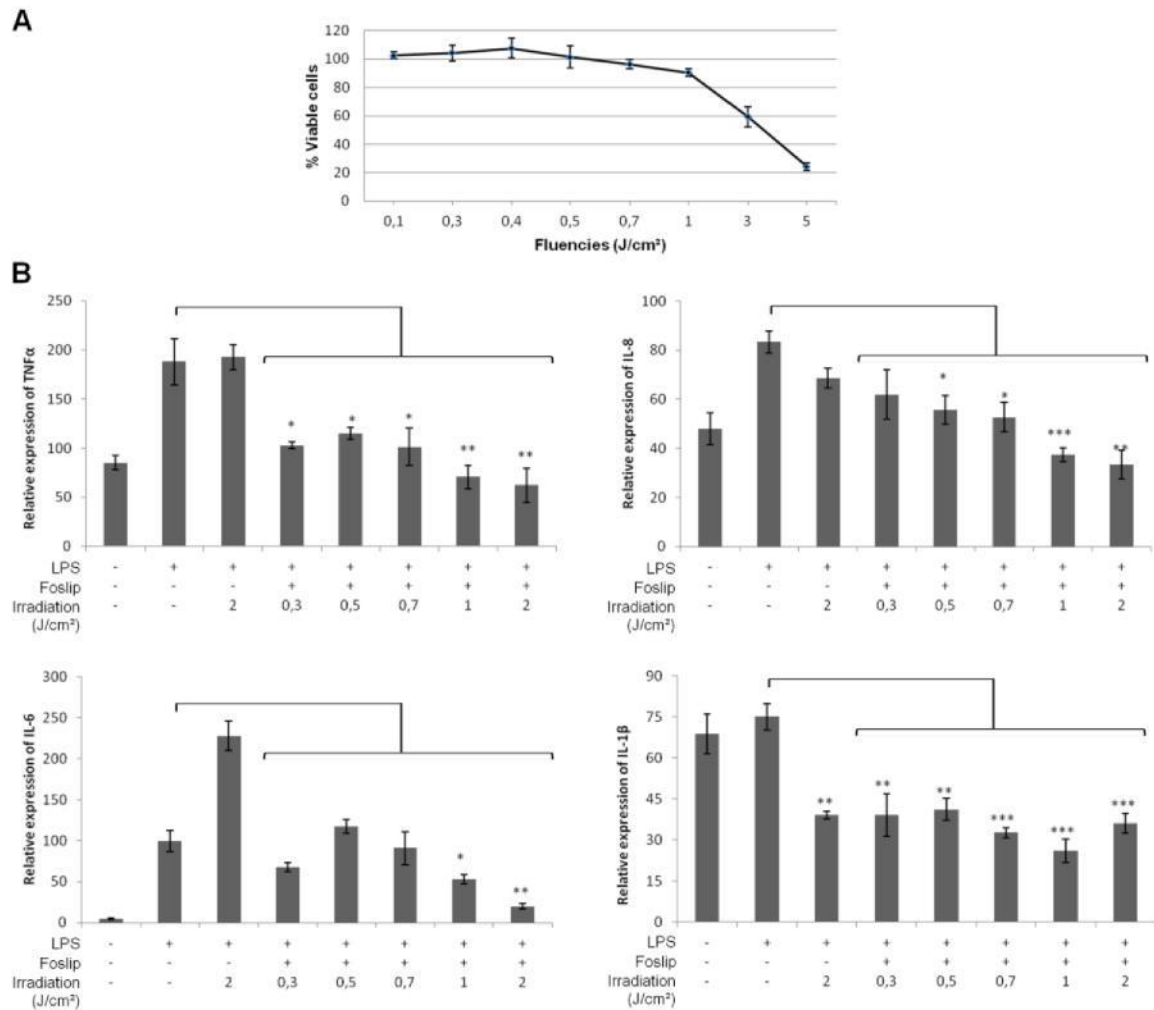 A
120
100
80
60
40
20
0
% Viable cells
0,1 0,3 0,4 0,5 0,7 1 3 5
Fluencies (J/cm²)
B
250
200
150
100
50
0
Relative expression of TNFα
* * * ** **
LPS - + + + + + + +
Foslip - - - + + + + +
Irradiation - - 2 0,3 0,5 0,7 1 2
(J/cm²)
100
80
60
40
20
0
Relative expression of IL-8
* * *** **
LPS - + + + + + + +
Foslip - - - + + + + +
Irradiation - - 2 0,3 0,5 0,7 1 2
(J/cm²)
300
250
200
150
100
50
0
Relative expression of IL-6
* **
LPS - + + + + + + +
Foslip - - - + + + + +
Irradiation - - 2 0,3 0,5 0,7 1 2
(J/cm²)
90
75
60
45
30
15
0
Relative expression of IL-1β
** ** ** *** *** ***
LPS - + + + + + + +
Foslip - - - + + + + +
Irradiation - - 2 0,3 0,5 0,7 1 2
(J/cm²)